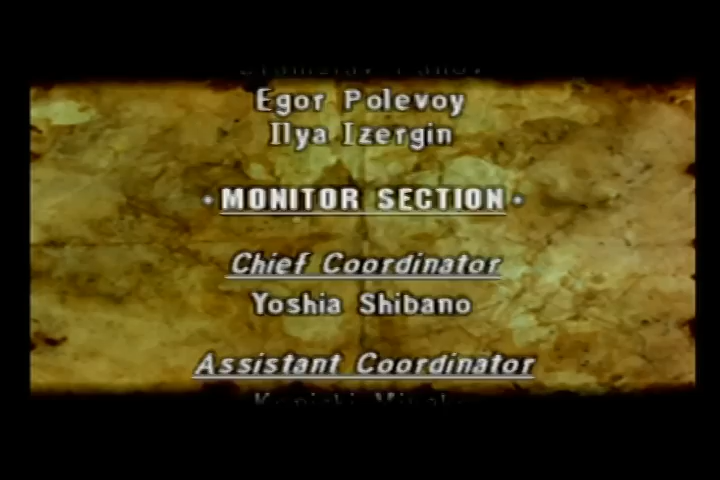 Egor Polevoy
Ilya Izergin
• MONITOR SECTION •
Chief Coordinator
Yoshia Shibano
Assistant Coordinator